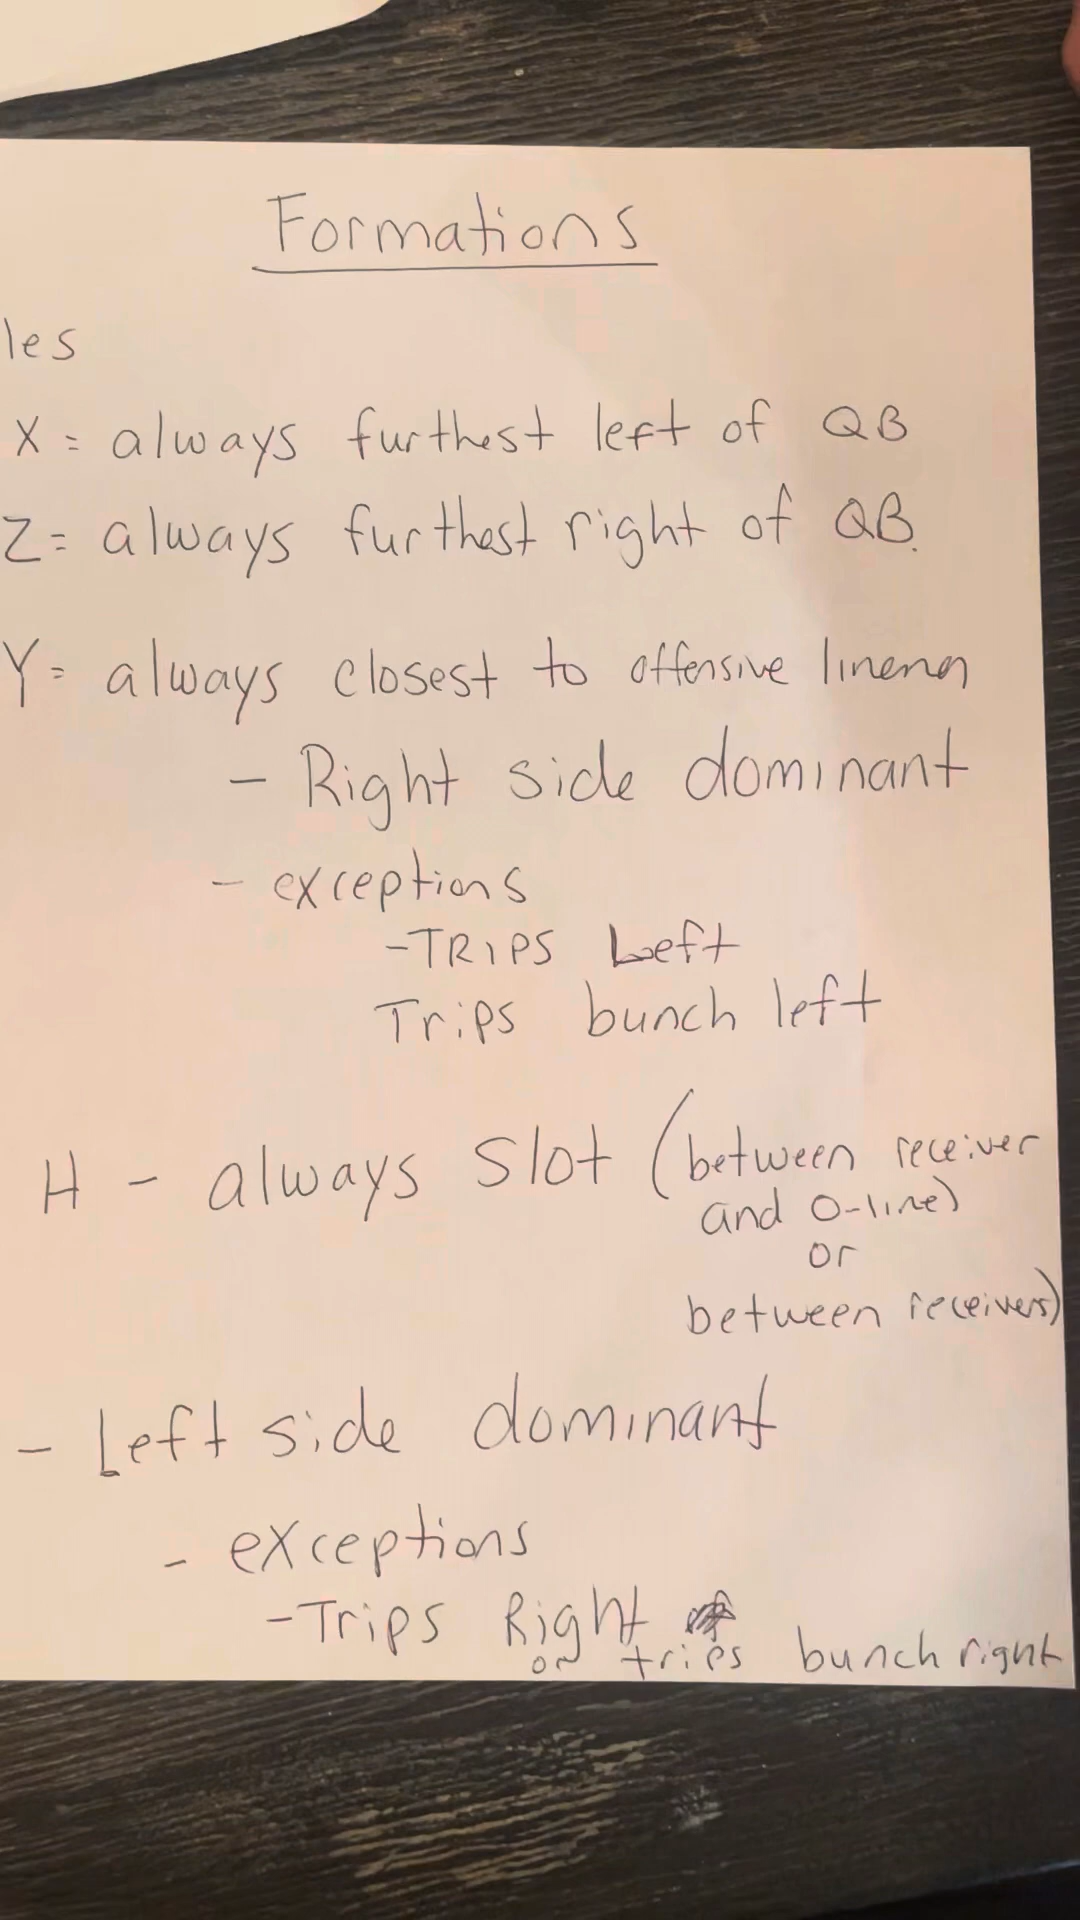 Formations
les
X = always furthest left of QB
Z = always furthest right of QB.
Y = always closest to offensive lineman
- Right side dominant
- exceptions
- TRIPS Left
Trips bunch left
H - always Slot (between receiver
and O-line)
or
between receivers)
- Left side dominant
- exceptions
- Trips Right
or trips bunch right